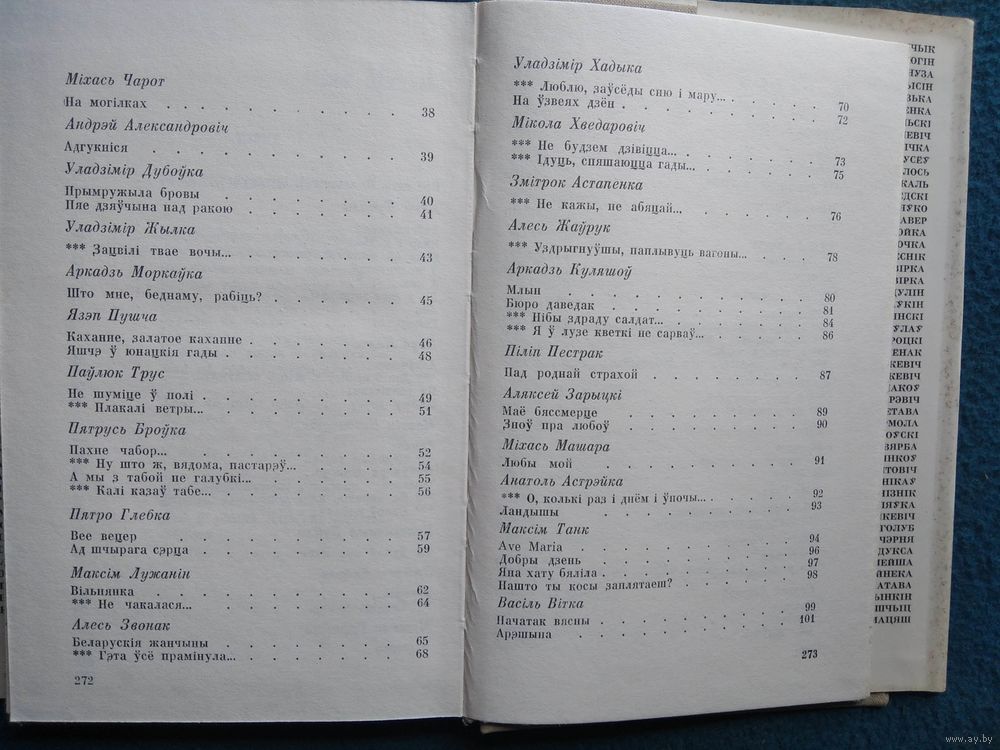 Міхась Чарот
На могілках . . . . . . . . . . 38
Андрэй Александровіч
Адгукніся . . . . . . . . . . 39
Уладзімір Дубоўка
Прымружыла бровы . . . . . . . . 40
Пяе дзяўчына над ракою . . . . . . . 41
Уладзімір Жылка
*** Зацвілі твае вочы... . . . . . . . 43
Аркадзь Моркаўка
Што мне, беднаму, рабіць? . . . . . . 45
Язэп Пушча
Каханне, залатое каханне . . . . . . 46
Яшчэ ў юнацкія гады . . . . . . . . 48
Паўлюк Трус
Не шуміце ў полі . . . . . . . . 49
*** Плакалі ветры... . . . . . . . . 51
Пятрусь Броўка
Пахне чабор... . . . . . . . . . 52
*** Ну што ж, вядома, пастарэў... . . . . . 54
А мы з табой не галубкі... . . . . . . 55
*** Калі казаў табе... . . . . . . . 56
Пятро Глебка
Вее вецер . . . . . . . . . 57
Ад шчырага сэрца . . . . . . . . 59
Максім Лужанін
Вільнянка . . . . . . . . . 62
*** Не чакалася... . . . . . . . . 64
Алесь Звонак
Беларускія жанчыны . . . . . . . 65
*** Гэта ўсё прамінула... . . . . . . 68
272
Уладзімір Хадыка
*** Люблю, заўсёды сню і мару... . . . . . 70
На ўзвеях дзён . . . . . . . . 72
Мікола Хведаровіч
*** Не будзем дзівіцца... . . . . . . 73
*** Ідуць, спяшаюцца гады... . . . . . . 75
Змітрок Астапенка
*** Не кажы, не абяцай... . . . . . . 76
Алесь Жаўрук
*** Уздрыгнуўшы, паплывуць вагоны... . . . . 78
Аркадзь Куляшоў
Млын . . . . . . . . . . 80
Бюро даведак . . . . . . . . . 81
*** Нібы здраду салдат... . . . . . . . 84
*** Я ў лузе кветкі не сарваў... . . . . . 86
Піліп Пестрак
Пад роднай страхой . . . . . . . . 87
Аляксей Зарыцкі
Маё бяссмерце . . . . . . . . 89
Зноў пра любоў . . . . . . . . 90
Міхась Машара
Любы мой . . . . . . . . . 91
Анатоль Астрэйка
*** О, колькі раз і днём і ўночы... . . . . . 92
Ландышы . . . . . . . . . 93
Максім Танк
Ave Maria . . . . . . . . . 94
Добры дзень . . . . . . . . . 96
Яна хату бяліла . . . . . . . . 97
Нашто ты косы заплятаеш? . . . . . . 98
Васіль Вітка
Пачатак вясны . . . . . . . . 99
Арэшына . . . . . . . . . 101
273
www.ay.by